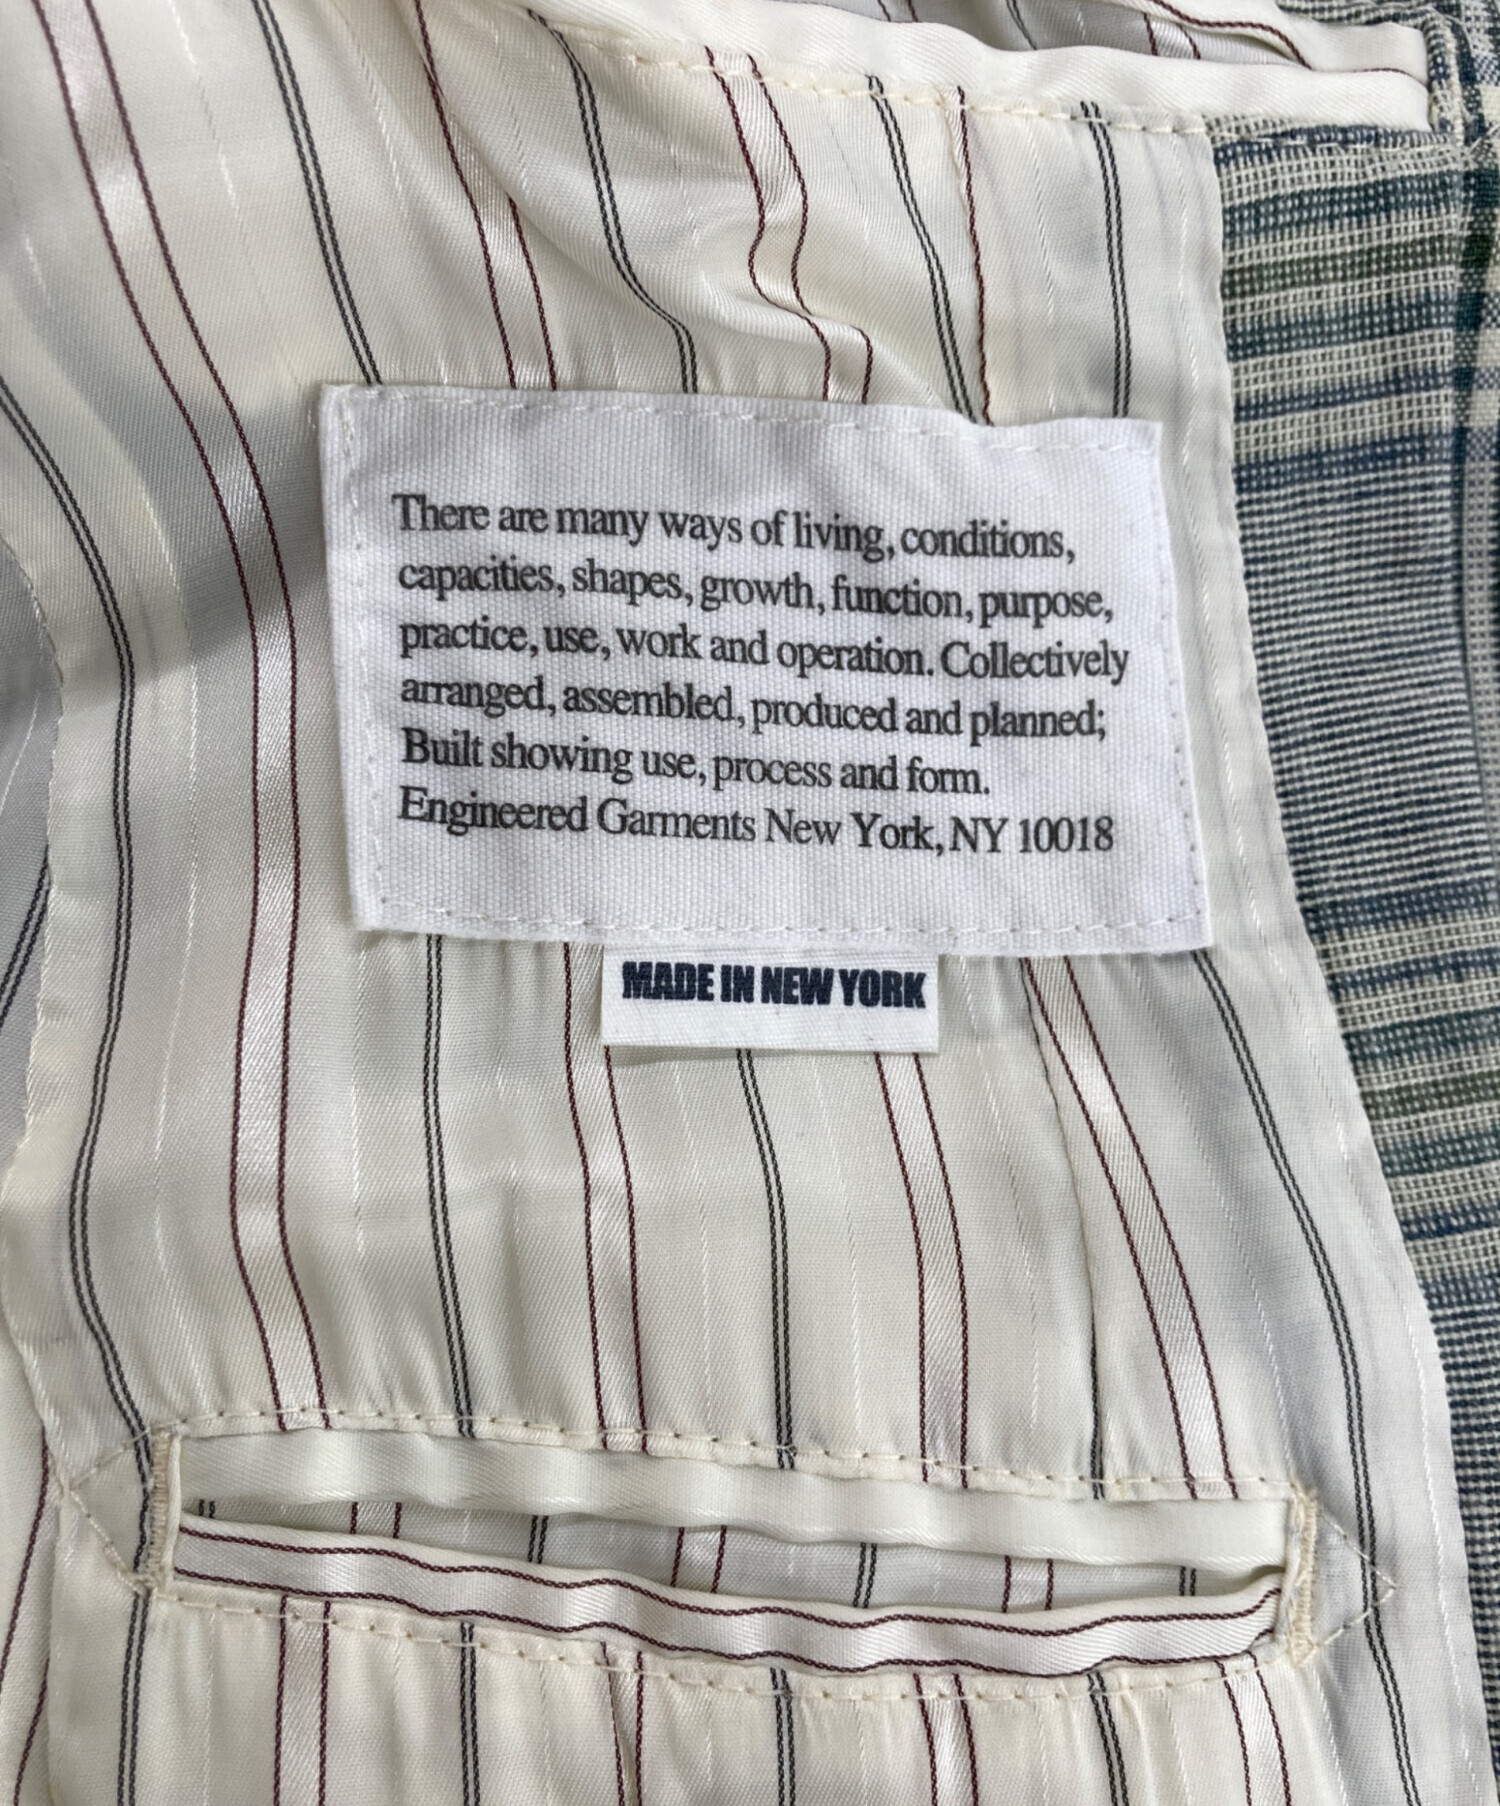 There are many ways of living, conditions,
capacities, shapes, growth, function, purpose,
practice, use, work and operation. Collectively
arranged, assembled, produced and planned;
Built showing use, process and form.
Engineered Garments New York, NY 10018
MADE IN NEW YORK